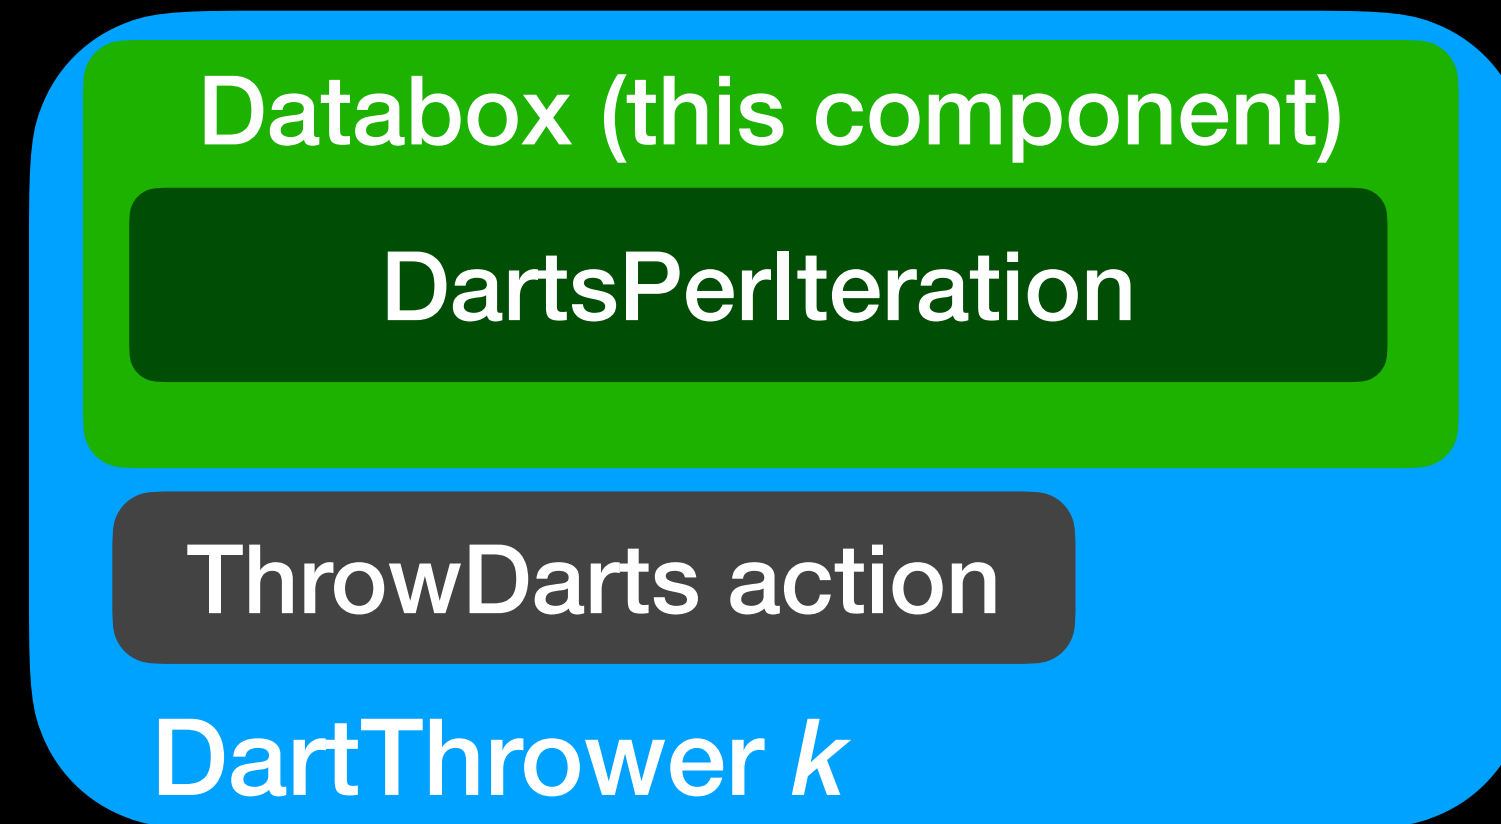 Databox (this component)
DartsPerIteration
ThrowDarts action
DartThrower k